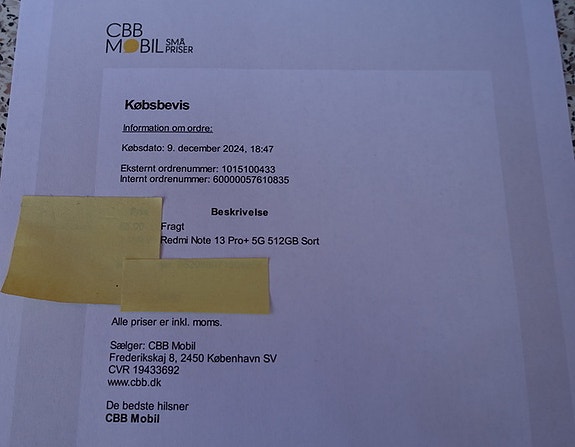 CBB
MOBIL SMÅ PRISER
Købsbevis
Information om ordre:
Købsdato: 9. december 2024, 18:47
Eksternt ordrenummer: 1015100433
Internt ordrenummer: 60000057610835
Beskrivelse
Fragt
Redmi Note 13 Pro+ 5G 512GB Sort
Alle priser er inkl. moms.
Sælger: CBB Mobil
Frederikskaj 8, 2450 København SV
CVR 19433692
www.cbb.dk
De bedste hilsner
CBB Mobil